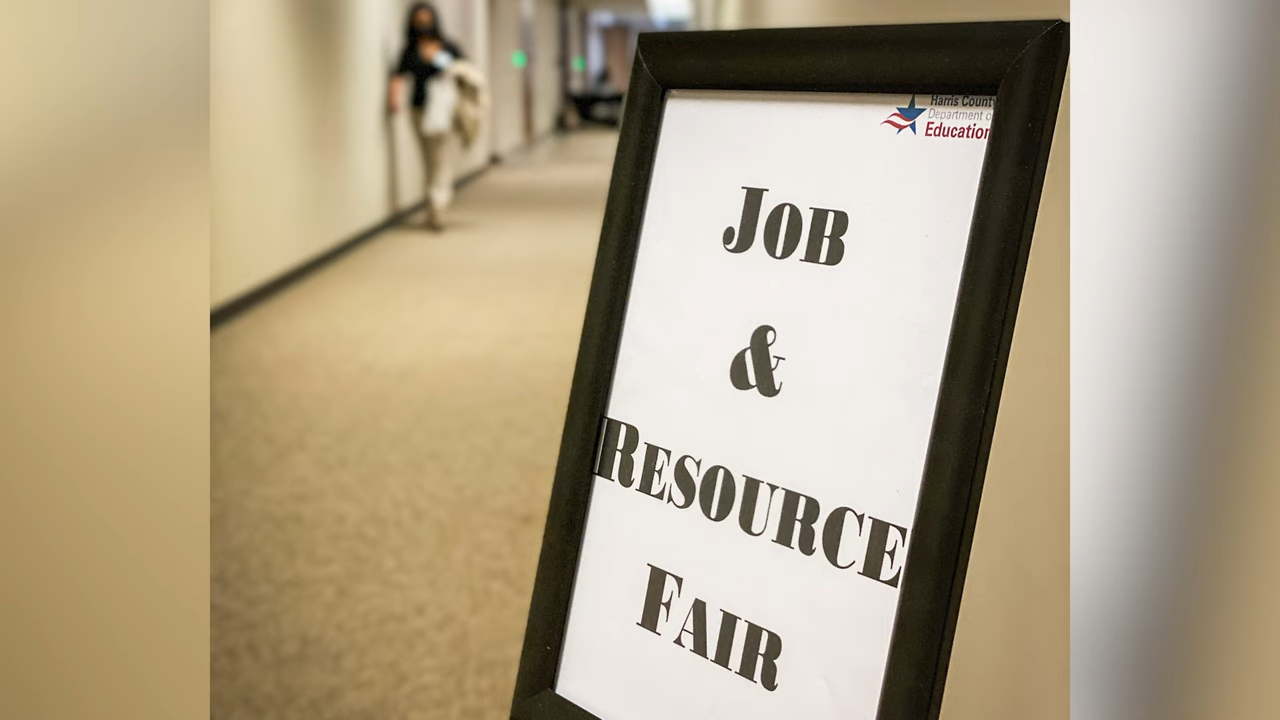 Harris County
Department of
Education
JOB
&
RESOURCE
FAIR